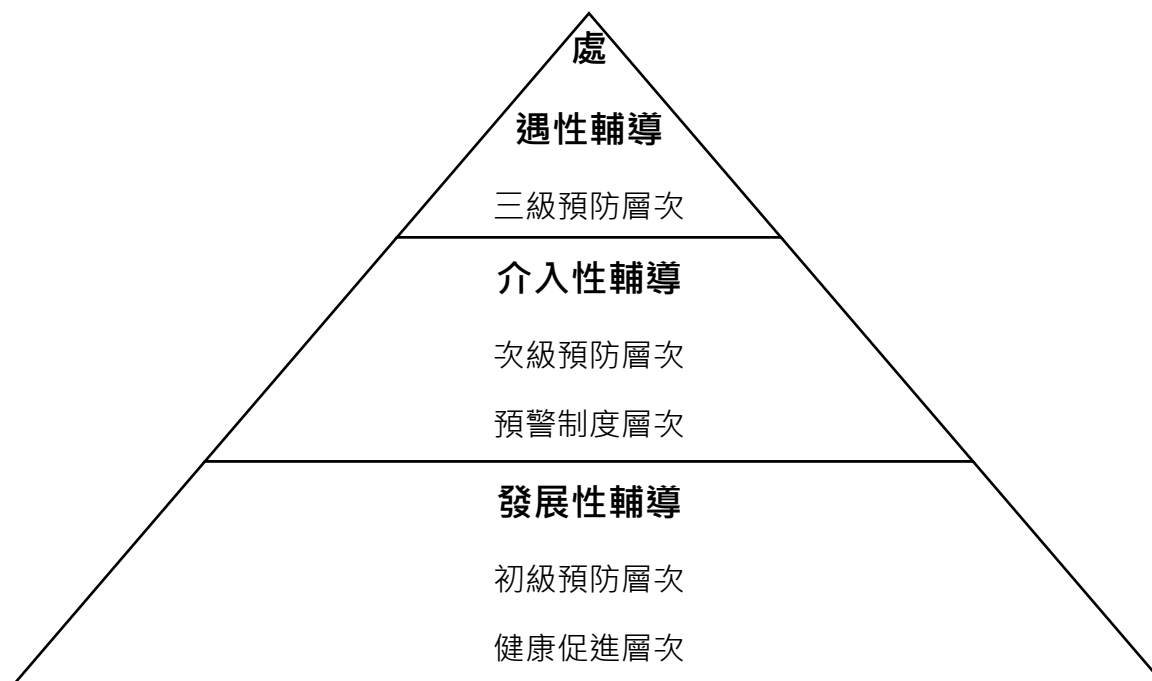 處
遇性輔導
三級預防層次
介入性輔導
次級預防層次
預警制度層次
發展性輔導
初級預防層次
健康促進層次